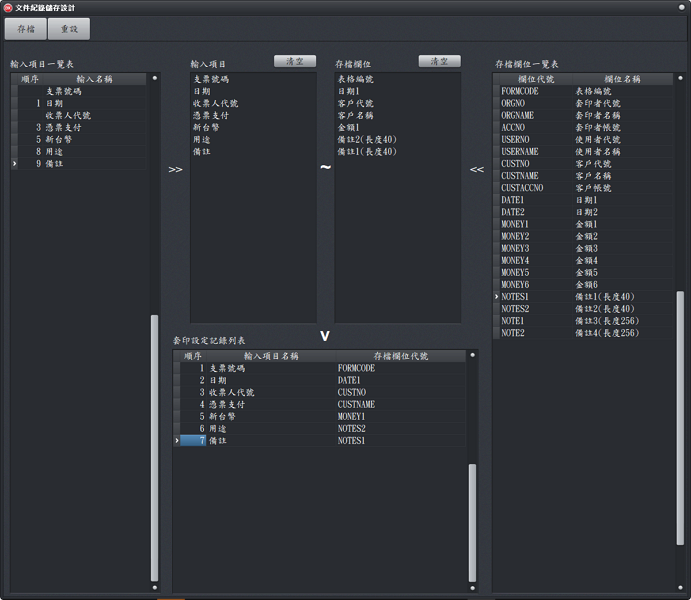 文件紀錄儲存設計
存檔 重設
輸入項目一覽表
順序 輸入名稱
支票號碼
1 日期
收票人代號
3 憑票支付
5 新台幣
8 用途
9 備註
>>
輸入項目 清空
支票號碼
日期
收票人代號
憑票支付
新台幣
用途
備註
~
存檔欄位 清空
表格編號
日期1
客戶代號
客戶名稱
金額1
備註2(長度40)
備註1(長度40)
<<
存檔欄位一覽表
欄位代號 欄位名稱
FORMCODE 表格編號
ORGNO 套印者代號
ORGNAME 套印者名稱
ACCNO 套印者帳號
USERNO 使用者代號
USERNAME 使用者名稱
CUSTNO 客戶代號
CUSTNAME 客戶名稱
CUSTACCNO 客戶帳號
DATE1 日期1
DATE2 日期2
MONEY1 金額1
MONEY2 金額2
MONEY3 金額3
MONEY4 金額4
MONEY5 金額5
MONEY6 金額6
NOTES1 備註1(長度40)
NOTES2 備註2(長度40)
NOTE1 備註3(長度256)
NOTE2 備註4(長度256)
V
套印設定記錄列表
順序 輸入項目名稱 存檔欄位代號
1 支票號碼 FORMCODE
2 日期 DATE1
3 收票人代號 CUSTNO
4 憑票支付 CUSTNAME
5 新台幣 MONEY1
6 用途 NOTES2
7 備註 NOTES1